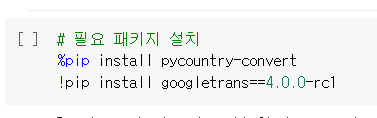 [ ] # 필요 패키지 설치
%pip install pycountry-convert
!pip install googletrans==4.0.0-rc1